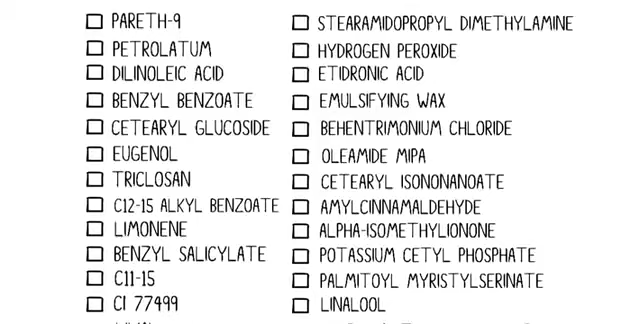 PARETH-9
PETROLATUM
DILINOLEIC ACID
BENZYL BENZOATE
CETEARYL GLUCOSIDE
EUGENOL
TRICLOSAN
C12-15 ALKYL BENZOATE
LIMONENE
BENZYL SALICYLATE
C11-15
CI 77499
STEARAMIDOPROPYL DIMETHYLAMINE
HYDROGEN PEROXIDE
ETIDRONIC ACID
EMULSIFYING WAX
BEHENTRIMONIUM CHLORIDE
OLEAMIDE MIPA
CETEARYL ISONONANOATE
AMYLCINNAMALDEHYDE
ALPHA-ISOMETHYLIONONE
POTASSIUM CETYL PHOSPHATE
PALMITOYL MYRISTYLSERINATE
LINALOOL